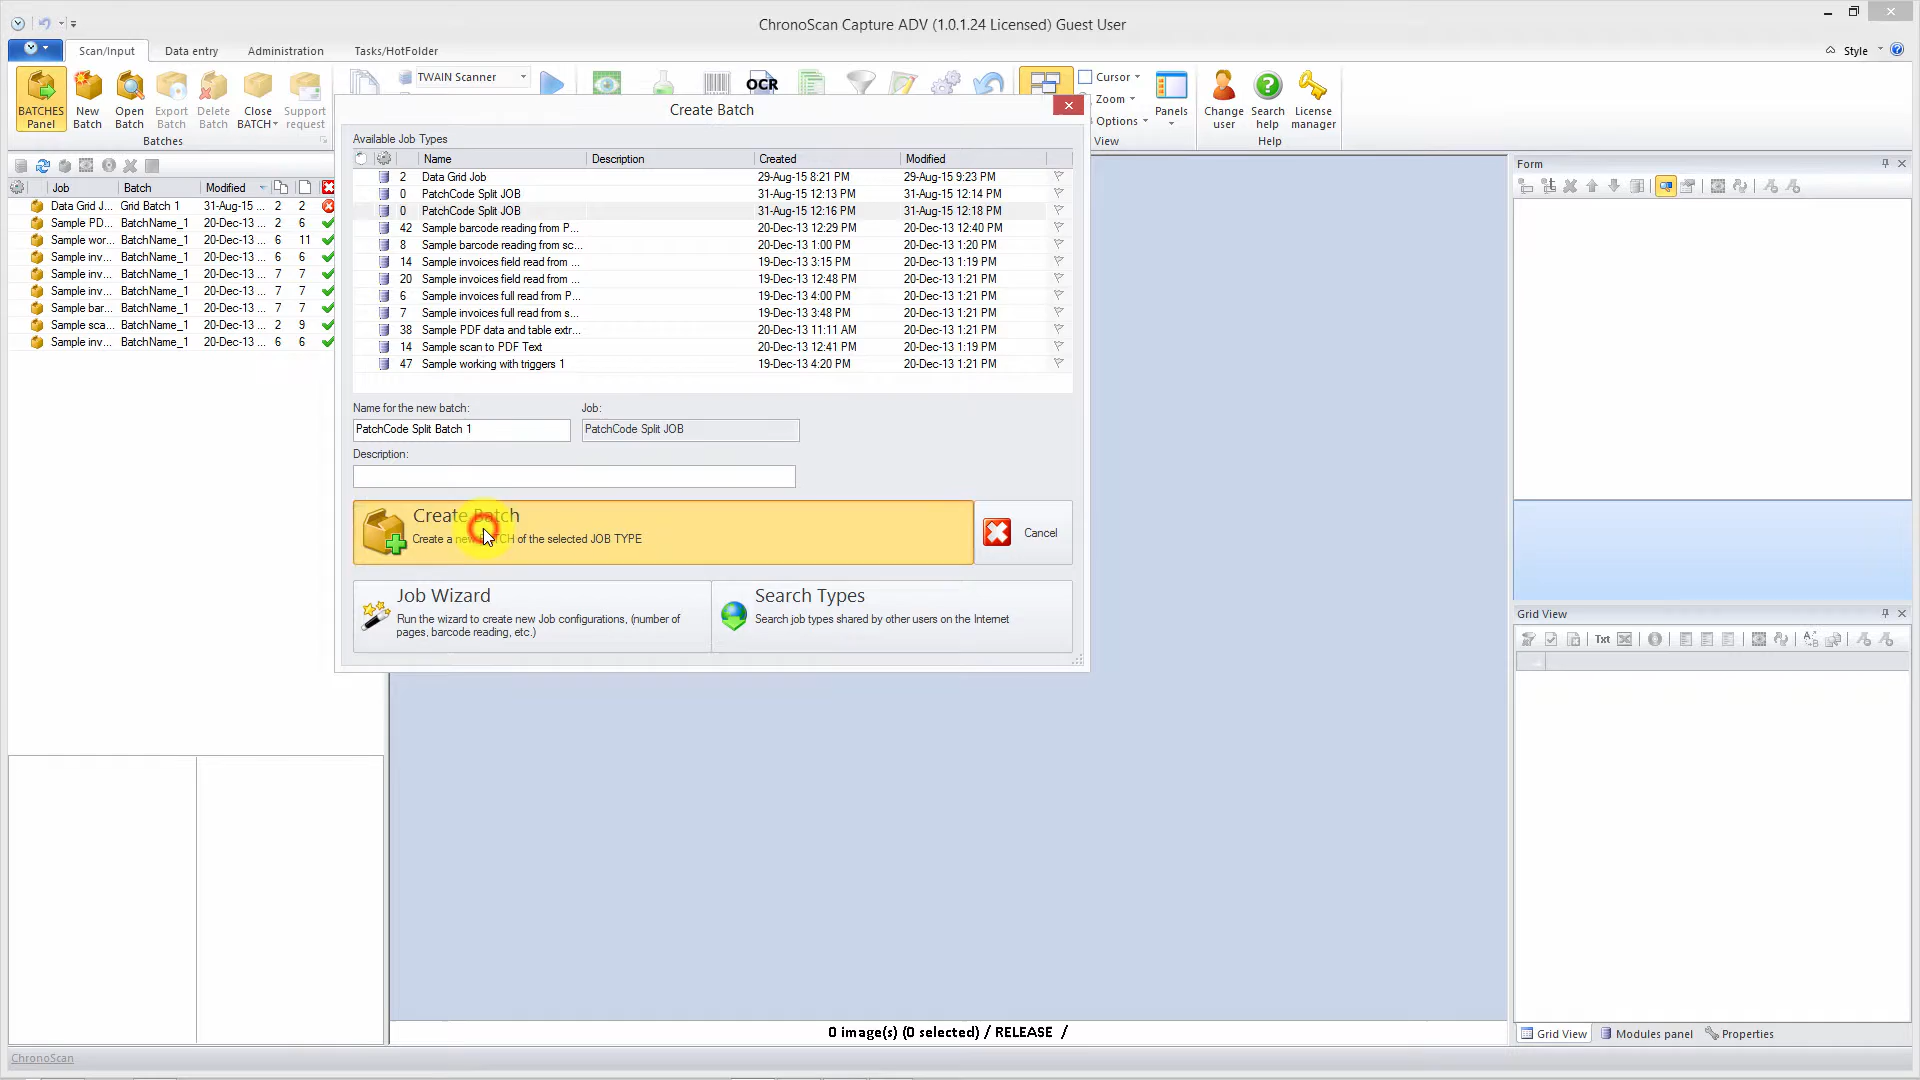 ChronoScan Capture ADV (1.0.1.24 Licensed) Guest User
Scan/Input Data entry Administration Tasks/HotFolder Style
BATCHES Panel
New Batch
Open Batch
Export Batch
Delete Batch
Close BATCH
Support request
Batches
TWAIN Scanner
OCR
Cursor
Zoom
Options
Panels
View
Change user
Search help
License manager
Help
Job Batch Modified
Data Grid J... Grid Batch 1 31-Aug-15 ... 2 2
Sample PD... BatchName_1 20-Dec-13 ... 2 6
Sample wor... BatchName_1 20-Dec-13 ... 6 11
Sample inv... BatchName_1 20-Dec-13 ... 6 6
Sample inv... BatchName_1 20-Dec-13 ... 7 7
Sample inv... BatchName_1 20-Dec-13 ... 7 7
Sample bar... BatchName_1 20-Dec-13 ... 7 7
Sample sca... BatchName_1 20-Dec-13 ... 2 9
Sample inv... BatchName_1 20-Dec-13 ... 6 6
Create Batch
Available Job Types
Name Description Created Modified
2 Data Grid Job 29-Aug-15 8:21 PM 29-Aug-15 9:23 PM
0 PatchCode Split JOB 31-Aug-15 12:13 PM 31-Aug-15 12:14 PM
0 PatchCode Split JOB 31-Aug-15 12:16 PM 31-Aug-15 12:18 PM
42 Sample barcode reading from P... 20-Dec-13 12:29 PM 20-Dec-13 12:40 PM
8 Sample barcode reading from sc... 20-Dec-13 1:00 PM 20-Dec-13 1:20 PM
14 Sample invoices field read from ... 19-Dec-13 3:15 PM 20-Dec-13 1:19 PM
20 Sample invoices field read from ... 19-Dec-13 12:48 PM 20-Dec-13 1:21 PM
6 Sample invoices full read from P... 19-Dec-13 4:00 PM 20-Dec-13 1:21 PM
7 Sample invoices full read from s... 19-Dec-13 3:48 PM 20-Dec-13 1:21 PM
38 Sample PDF data and table extr... 20-Dec-13 11:11 AM 20-Dec-13 1:21 PM
14 Sample scan to PDF Text 20-Dec-13 12:41 PM 20-Dec-13 1:19 PM
47 Sample working with triggers 1 19-Dec-13 4:20 PM 20-Dec-13 1:21 PM
Name for the new batch: Job:
PatchCode Split Batch 1 PatchCode Split JOB
Description:
Create Batch
Create a new BATCH of the selected JOB TYPE
Cancel
Job Wizard
Run the wizard to create new Job configurations, (number of
pages, barcode reading, etc.)
Search Types
Search job types shared by other users on the Internet
Form
Grid View
Txt
0 image(s) (0 selected) / RELEASE /
Grid View Modules panel Properties
ChronoScan